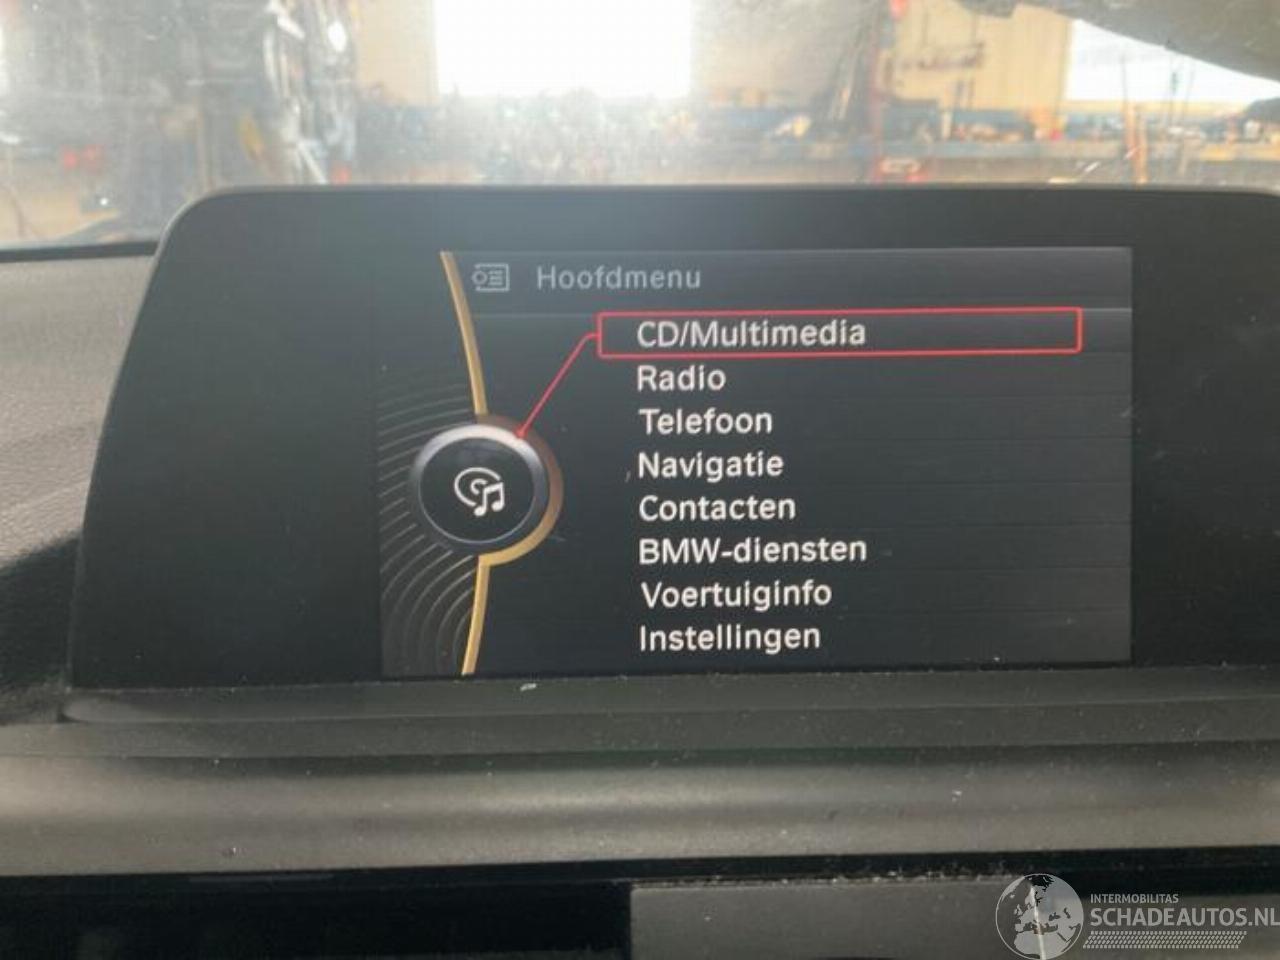 Hoofdmenu
CD/Multimedia
Radio
Telefoon
Navigatie
Contacten
BMW-diensten
Voertuiginfo
Instellingen
INTERMOBILITAS
SCHADEAUTOS.NL